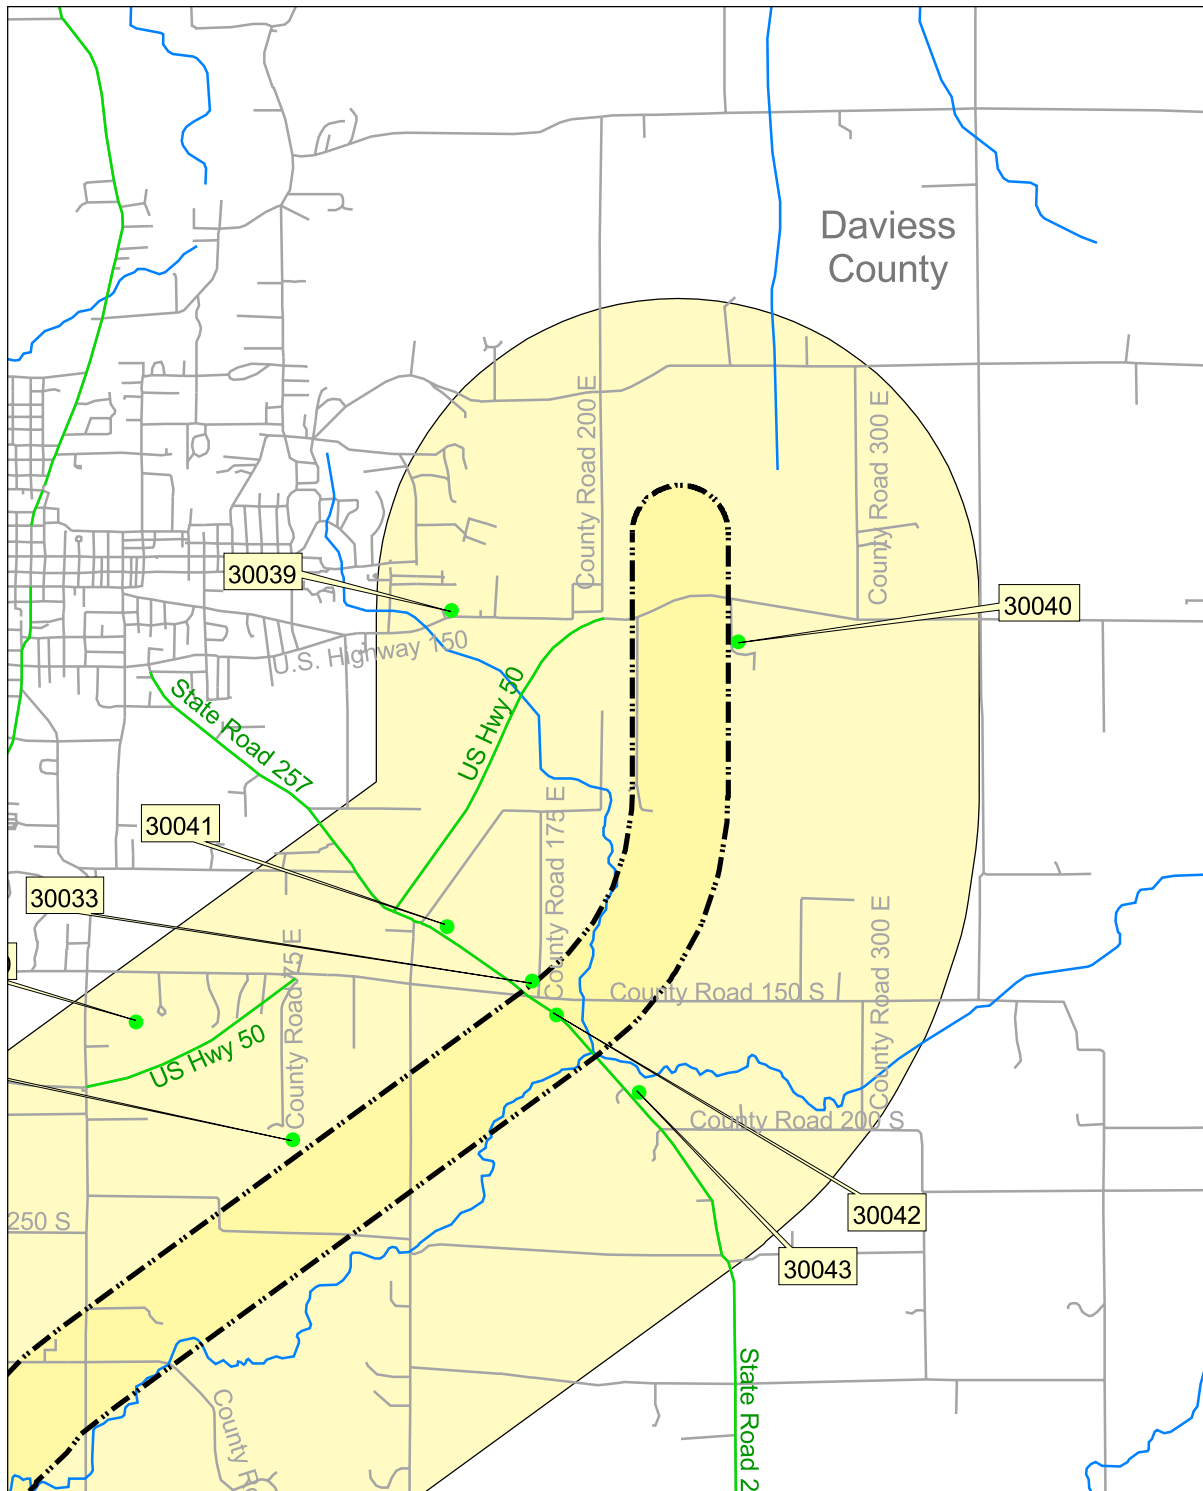 Daviess
County
County Road 200 E
County Road 300 E
30039
30040
U.S. Highway 150
State Road 257
US Hwy 50
30041
County Road 175 E
30033
County Road 75 E
County Road 300 E
County Road 150 S
US Hwy 50
County Road 200 S
250 S
30042
30043
State Road 2
County R